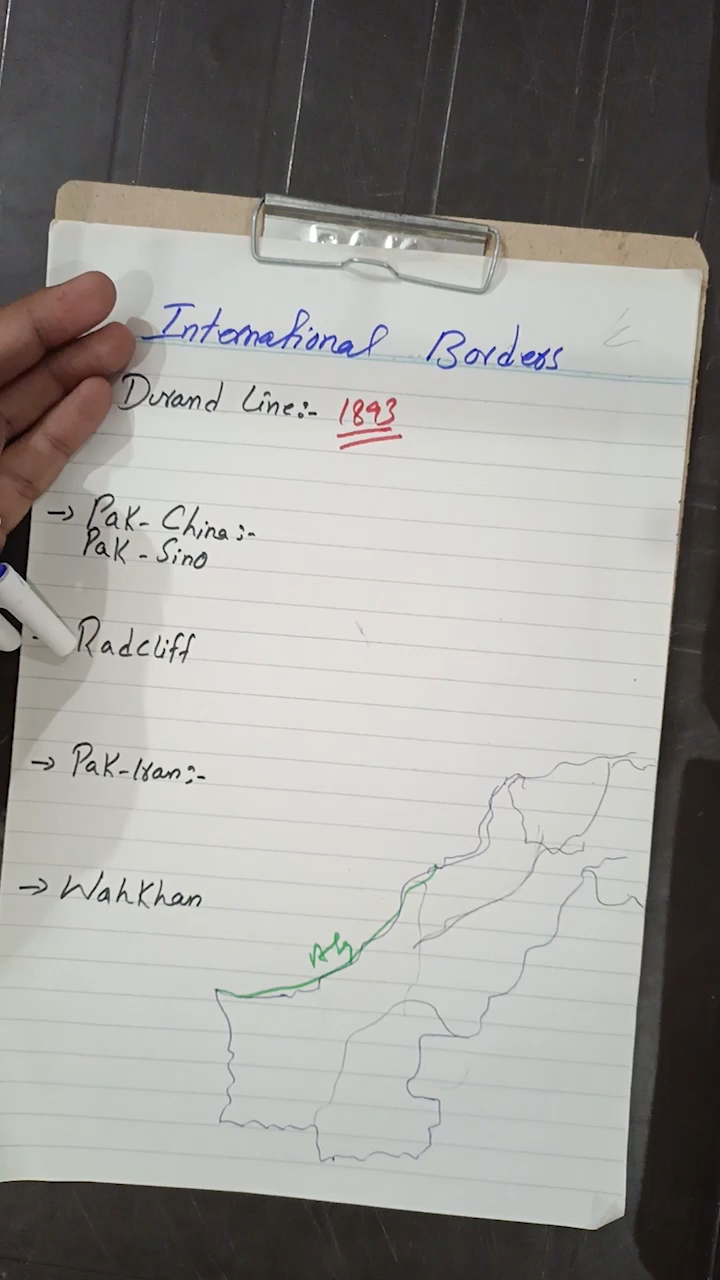 International Borders
Durand Line:- 1893
→ Pak-China:-
Pak-Sino
- Radcliff
→ Pak-Iran:-
→ Wahkhan